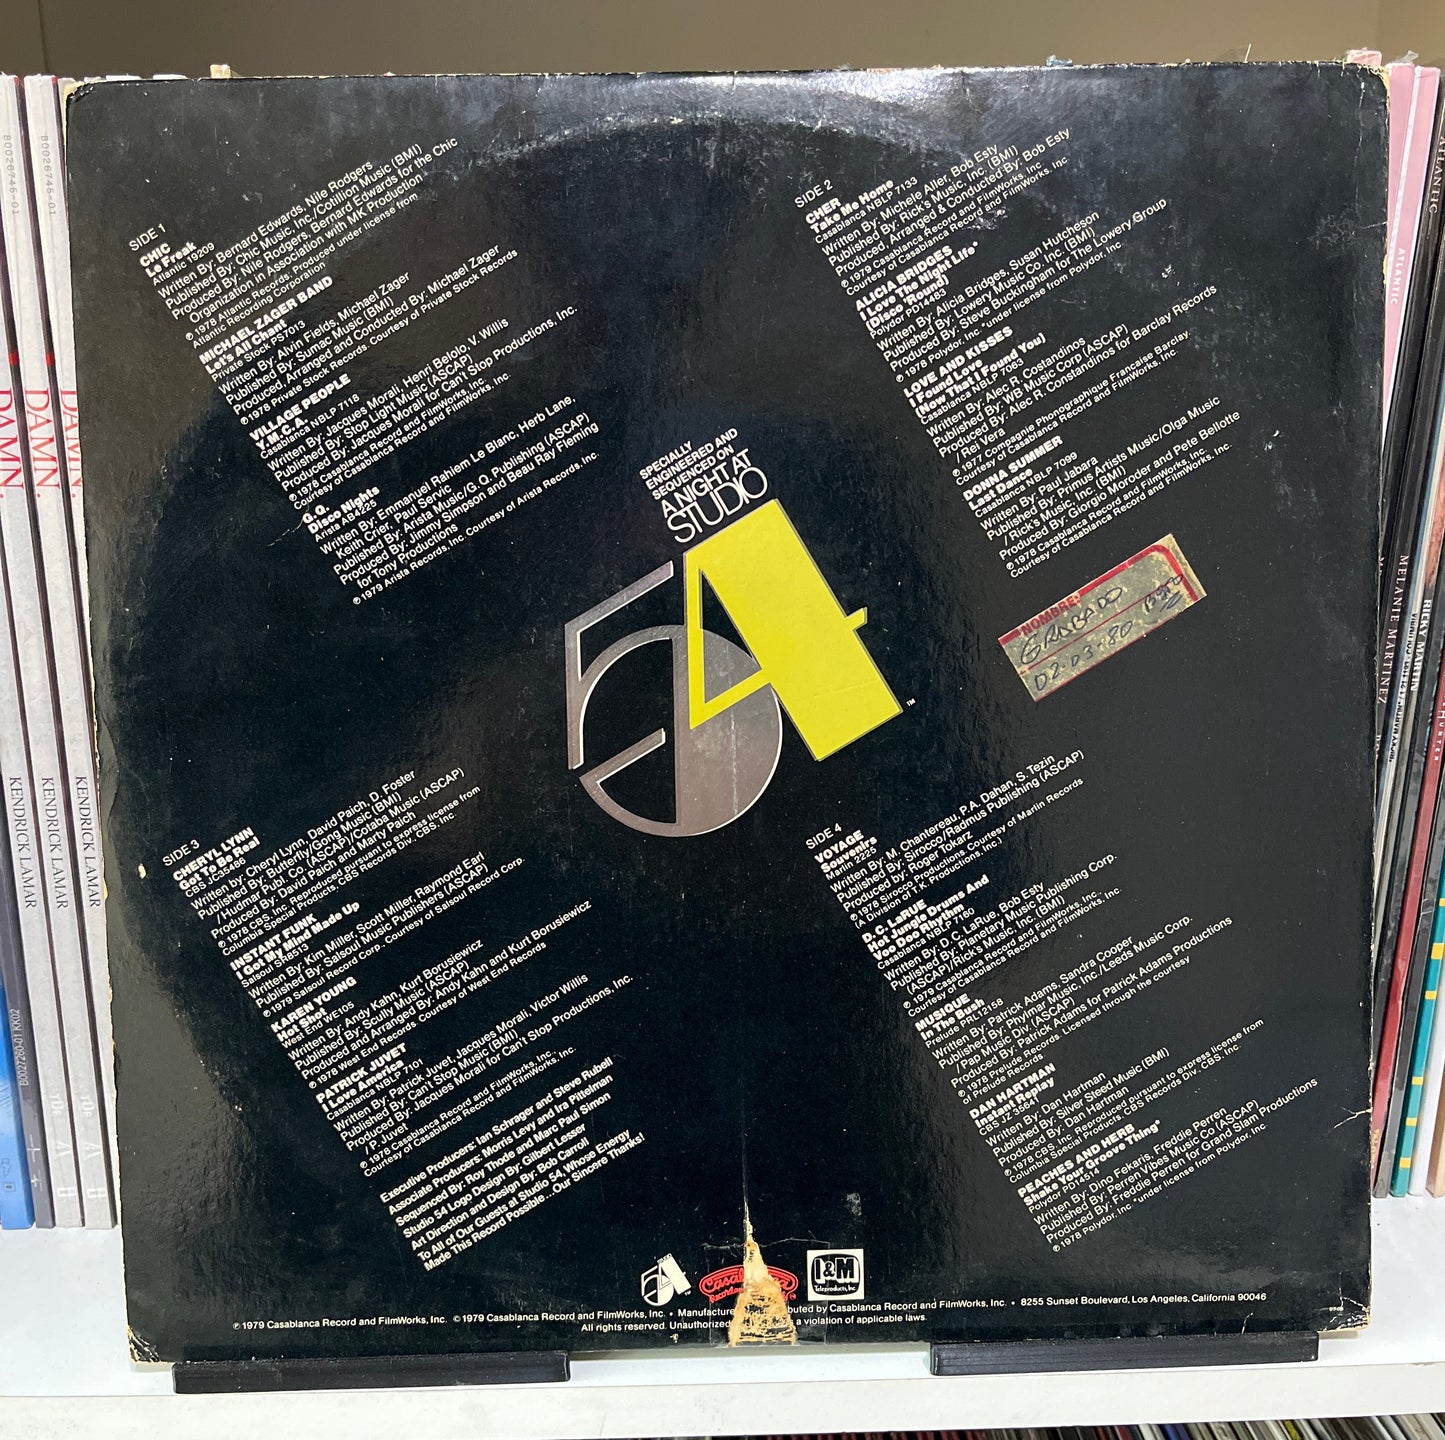 SIDE 1
CHIC
Le Freak
Atlantic 19209
Written By: Bernard Edwards, Nile Rodgers
Published By: Chic Music, Inc./Cotillion Music (BMI)
Produced By: Nile Rodgers, Bernard Edwards for the Chic
Organization in Association with MK Production
℗ 1978 Atlantic Records. Produced under license from
Atlantic Recording Corporation
MICHAEL ZAGER BAND
Let's All Chant
Private Stock PS7013
Written By: Alvin Fields, Michael Zager
Published By: Sumac Music (BMI)
Produced, Arranged and Conducted By: Michael Zager
℗ 1978 Private Stock Records. Courtesy of Private Stock Records
VILLAGE PEOPLE
Y.M.C.A.
Casablanca NBLP 7118
Written By: Jacques Morali, Henri Belolo, V. Willis
Published By: Stop Light Music (ASCAP)
Produced By: Jacques Morali for Can't Stop Productions, Inc.
℗ 1978 Casablanca Record and FilmWorks, Inc.
Courtesy of Casablanca Record and FilmWorks, Inc.
G.Q.
Disco Nights
Arista AB4225
Written By: Emmanuel Rahiem Le Blanc, Herb Lane,
Keith Crier, Paul Servic
Published By: Arista Music/G.Q. Publishing (ASCAP)
Produced By: Jimmy Simpson and Beau Ray Fleming
for Tony Productions
℗ 1979 Arista Records, Inc. Courtesy of Arista Records, Inc.
SIDE 2
CHER
Take Me Home
Casablanca NBLP 7133
Written By: Michele Aller, Bob Esty
Published By: Rick's Music, Inc. (BMI)
Produced, Arranged & Conducted By: Bob Esty
℗ 1979 Casablanca Record and FilmWorks, Inc.
Courtesy of Casablanca Record and FilmWorks, Inc.
ALICIA BRIDGES
I Love The Night Life*
(Disco 'Round)
Polydor PD14483
Written By: Alicia Bridges, Susan Hutcheson
Published By: Lowery Music Co. Inc. (BMI)
Produced By: Steve Buckingham for The Lowery Group
℗ 1978 Polydor, Inc. *under license from Polydor, Inc.
LOVE AND KISSES
I Found Love
(Now That I Found You)
Casablanca NBLP 7063
Written By: Alec R. Costandinos
Published By: WB Music Corp (ASCAP)
Produced By: Alec R. Constandinos for Barclay Records
/ Rel Vera
℗ 1977 Compagnie Phonographique Francaise Barclay.
Courtesy of Casablanca Record and FilmWorks, Inc.
DONNA SUMMER
Last Dance
Casablanca NBLP 7099
Written By: Paul Jabara
Published By: Primus Artists Music/Olga Music
/ Rick's Music, Inc. (BMI)
Produced By: Giorgio Moroder and Pete Bellotte
℗ 1978 Casablanca Record and FilmWorks, Inc.
Courtesy of Casablanca Record and FilmWorks, Inc.
SPECIALLY
ENGINEERED AND
SEQUENCED ON
A NIGHT AT
STUDIO
54
™
NOMBRE:
GRABADO
02.03.80
SIDE 3
CHERYL LYNN
Got To Be Real
CBS JC35486
Written by: Cheryl Lynn, David Paich, D. Foster
Published By: Butterfly/Gong Music (BMI)
/ Hudmar Publ. Co. (ASCAP)/Cotaba Music (ASCAP)
Produced By: David Paich and Marty Paich
℗ 1978 CBS, Inc. Reproduced pursuant to express license from
Columbia Special Products: CBS Records Div., CBS, Inc.
INSTANT FUNK
I Got My Mind Made Up
Salsoul SA8513
Written By: Kim Miller, Scott Miller, Raymond Earl
Published By: Salsoul Music Publishers (ASCAP)
℗ 1979 Salsoul Record Corp. Courtesy of Salsoul Record Corp.
KAREN YOUNG
Hot Shot
West End WE105
Written By: Andy Kahn, Kurt Borusiewicz
Published By: Scully Music (ASCAP)
Produced and Arranged By: Andy Kahn and Kurt Borusiewicz
℗ 1978 West End Records. Courtesy of West End Records
PATRICK JUVET
I Love America
Casablanca NBLP 7101
Written By: Patrick Juvet, Jacques Morali, Victor Willis
Published By: Can't Stop Music (BMI)
Produced By: Jacques Morali for Can't Stop Productions, Inc.
/ P. Juvet
℗ 1978 Casablanca Record and FilmWorks, Inc.
Courtesy of Casablanca Record and FilmWorks, Inc.
Executive Producers: Ian Schrager and Steve Rubell
Associate Producers: Morris Levy and Ira Pittelman
Sequenced By: Roy Thode and Marc Paul Simon
Studio 54 Logo Design By: Gilbert Lesser
Art Direction and Design By: Bob Carroll
To All of Our Guests at Studio 54, Whose Energy
Made This Record Possible...Our Sincere Thanks!
SIDE 4
VOYAGE
Souvenirs
Marlin 2225
Written By: M. Chantereau, P.A. Dahan, S. Tezin
Published By: Sirocco/Radmus Publishing (ASCAP)
Produced By: Roger Tokarz
℗ 1978 Sirocco Productions. Courtesy of Marlin Records
(A Division of T.K. Productions, Inc.)
D.C. LaRUE
Hot Jungle Drums And
Voo Doo Rhythm
Casablanca NBLP 7160
Written By: D.C. LaRue, Bob Esty
Published By: Planetary Music Publishing Corp.
(ASCAP)/Rick's Music, Inc. (BMI)
℗ 1979 Casablanca Record and FilmWorks, Inc.,
Courtesy of Casablanca Record and FilmWorks, Inc.
MUSIQUE
In The Bush
Prelude PRL12158
Written By: Patrick Adams, Sandra Cooper
Published By: Phylmar Music, Inc./Leeds Music Corp.
/ Pap Music Div. (ASCAP)
Produced By: Patrick Adams for Patrick Adams Productions
℗ 1978 Prelude Records. Licensed through the courtesy
of Prelude Records
DAN HARTMAN
Instant Replay
CBS JZ 35641
Written By: Dan Hartman
Published By: Silver Steed Music (BMI)
Produced By: Dan Hartman
℗ 1978 CBS Inc. Reproduced pursuant to express license from
Columbia Special Products: CBS Records Div. CBS, Inc.
PEACHES AND HERB
Shake Your Groove Thing*
Polydor PD14514
Written By: Dino Fekaris, Freddie Perren
Published By: Perren Vibes Music Co (ASCAP)
Produced By: Freddie Perren for Grand Slam Productions
℗ 1978 Polydor, Inc. *under license from Polydor, Inc.
54
Casablanca
I&M
Teleproducts, Inc.
℗ 1979 Casablanca Record and FilmWorks, Inc. © 1979 Casablanca Record and FilmWorks, Inc. • Manufacture buted by Casablanca Record and FilmWorks, Inc. • 8255 Sunset Boulevard, Los Angeles, California 90046
All rights reserved. Unauthorized a violation of applicable laws.
B0026745-01
B0026745-01
DAMN.
DAMN.
DAMN.
KENDRICK LAMAR
KENDRICK LAMAR
KENDRICK LAMAR
B0027260-01 KK02
ATLANTIC
ATLANTIC
MELANIE MARTINEZ
RICKY MARTIN